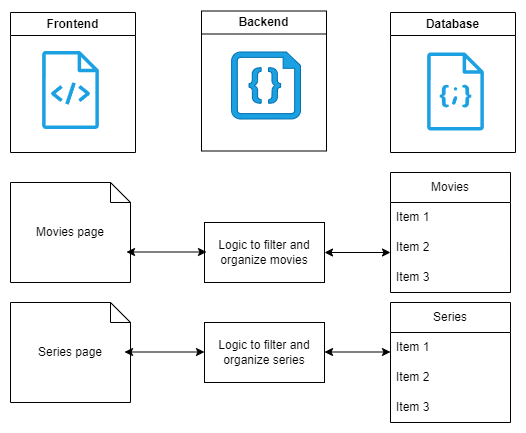 Frontend
Backend
Database
</>
{}
{;}
Movies page
Logic to filter and
organize movies
Movies
Item 1
Item 2
Item 3
Series page
Logic to filter and
organize series
Series
Item 1
Item 2
Item 3